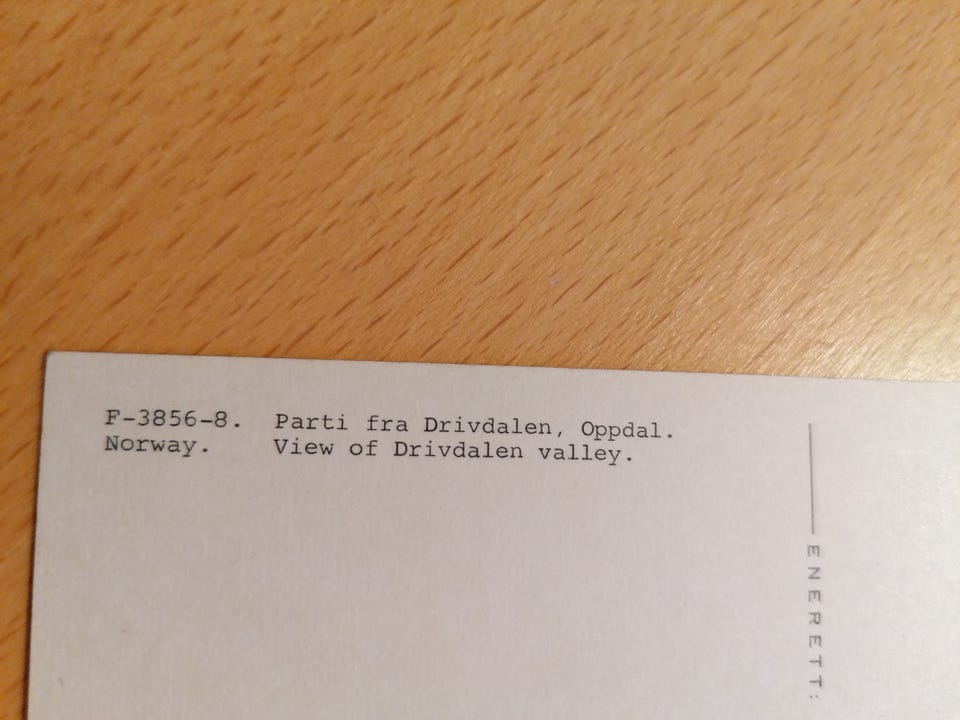 F-3856-8. Parti fra Drivdalen, Oppdal.
Norway. View of Drivdalen valley.
ENERETT: